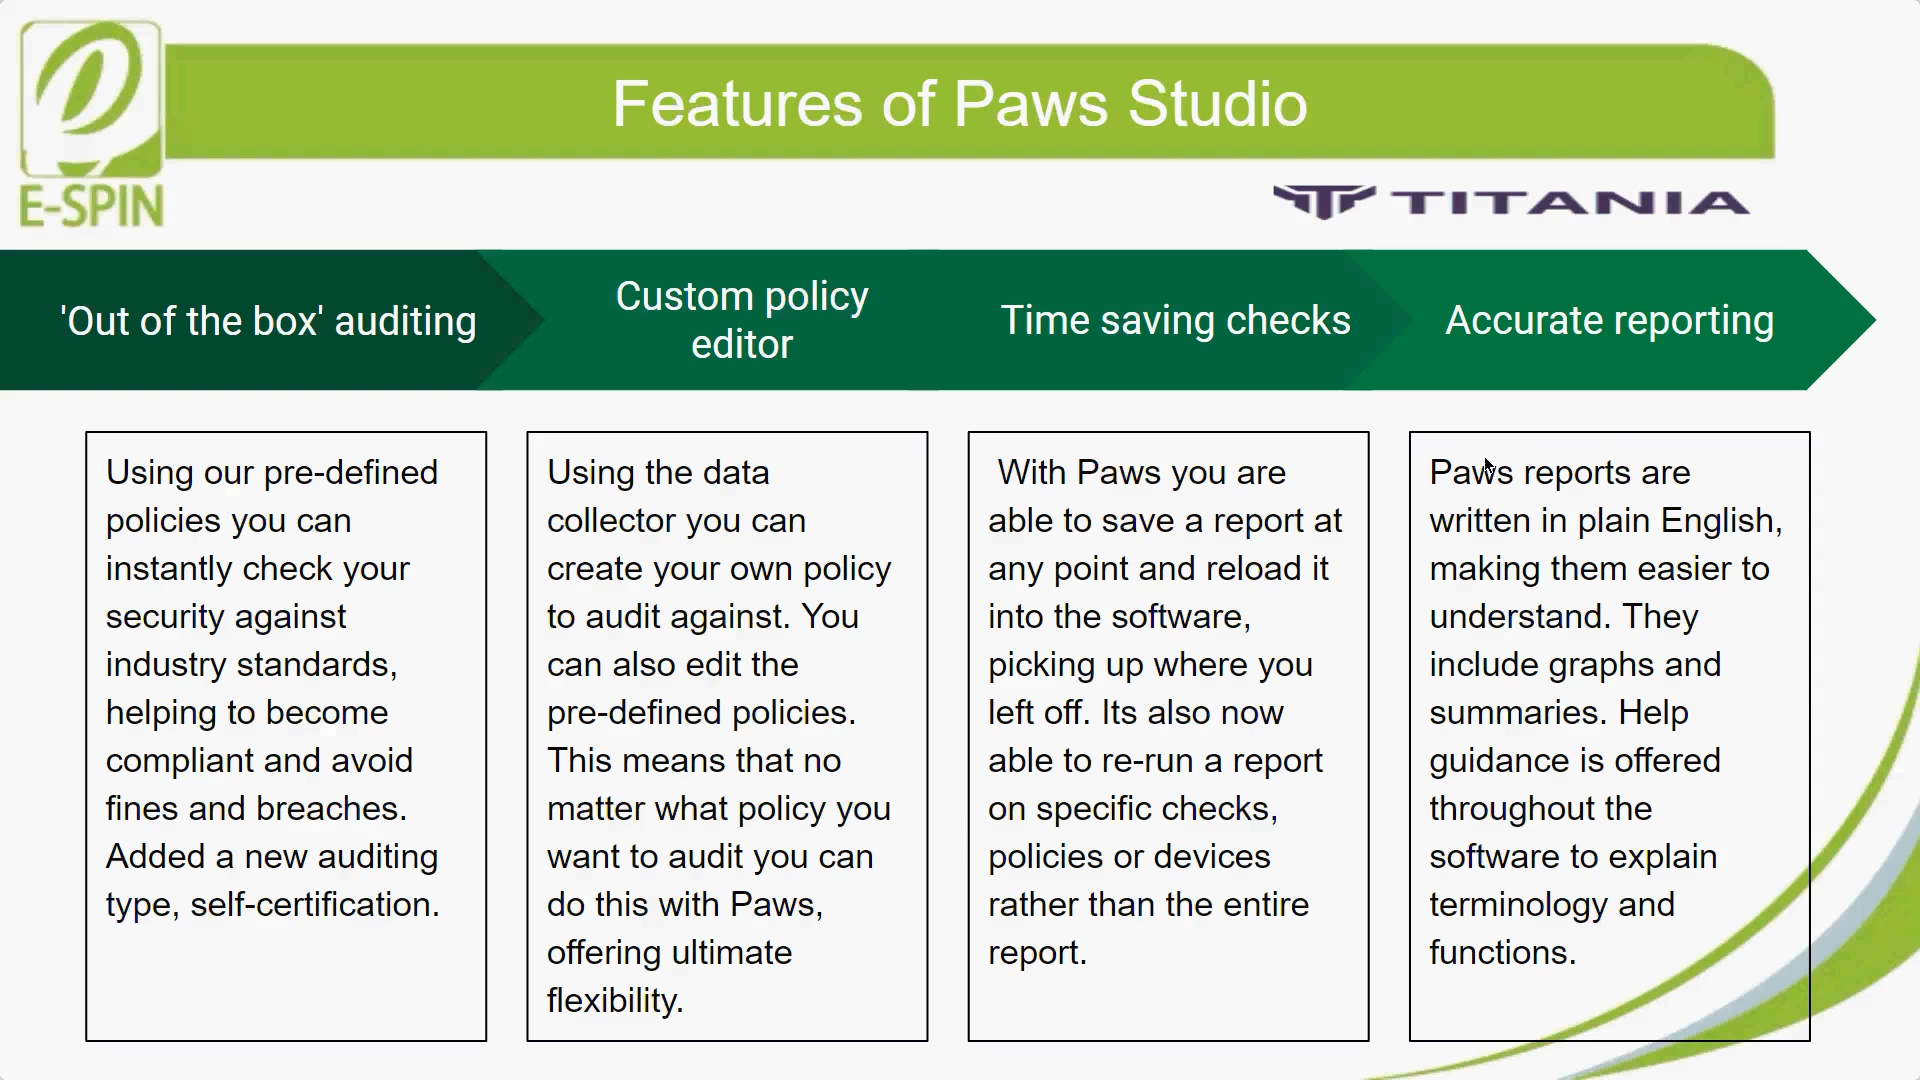 Features of Paws Studio
E-SPIN
TITANIA
'Out of the box' auditing
Custom policy
editor
Time saving checks
Accurate reporting
Using our pre-defined
policies you can
instantly check your
security against
industry standards,
helping to become
compliant and avoid
fines and breaches.
Added a new auditing
type, self-certification.
Using the data
collector you can
create your own policy
to audit against. You
can also edit the
pre-defined policies.
This means that no
matter what policy you
want to audit you can
do this with Paws,
offering ultimate
flexibility.
With Paws you are
able to save a report at
any point and reload it
into the software,
picking up where you
left off. Its also now
able to re-run a report
on specific checks,
policies or devices
rather than the entire
report.
Paws reports are
written in plain English,
making them easier to
understand. They
include graphs and
summaries. Help
guidance is offered
throughout the
software to explain
terminology and
functions.